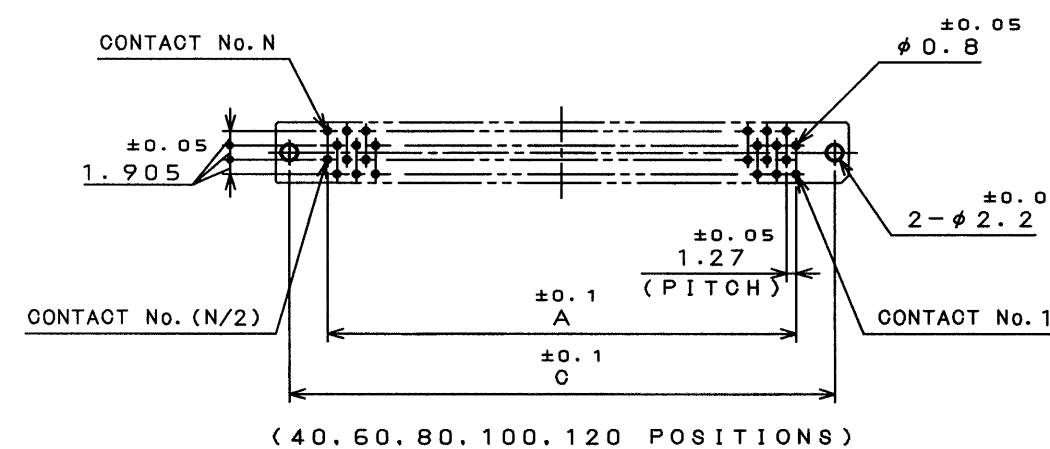 ±0.05
CONTACT No.N
φ0.8
±0.05
1.905
±0.0
2-φ2.2
±0.05
1.27
(PITCH)
±0.1
A
CONTACT No.(N/2)
CONTACT No.1
±0.1
C
(40,60,80,100,120 POSITIONS)